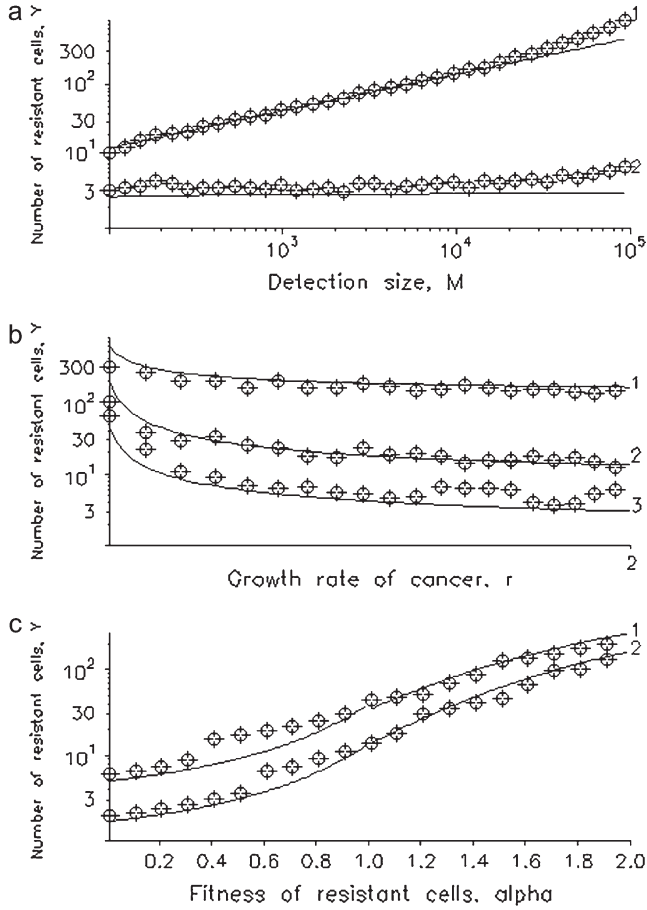 a
Number of resistant cells, Y
300
10²
30
10¹
3
1
2
10³
10⁴
10⁵
Detection size, M
b
Number of resistant cells, Y
300
10²
30
10¹
3
1
2
3
2
Growth rate of cancer, r
c
Number of resistant cells, Y
10²
30
10¹
3
1
2
0.2 0.4 0.6 0.8 1.0 1.2 1.4 1.6 1.8 2.0
Fitness of resistant cells, alpha